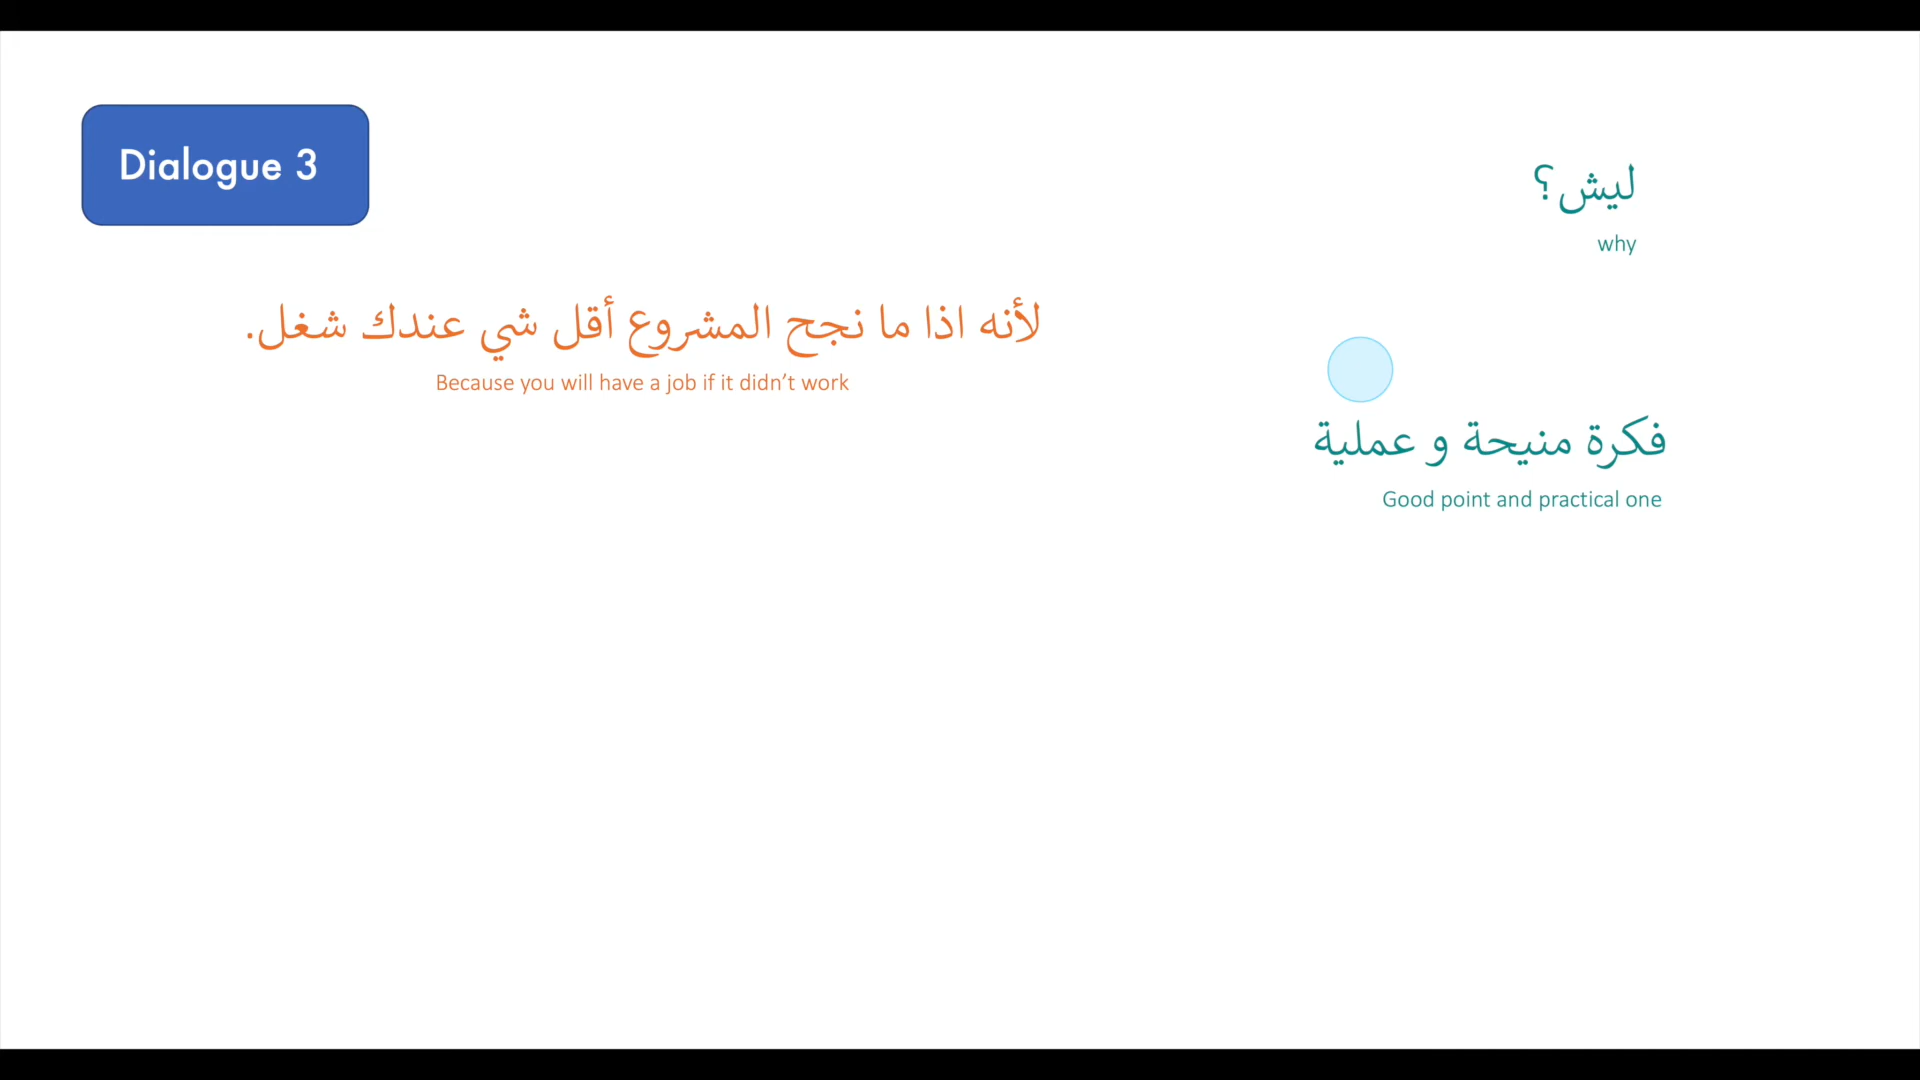 Dialogue 3
ليش؟
why
لأنه اذا ما نجح المشروع أقل شي عندك شغل.
Because you will have a job if it didn’t work
فكرة منيحة و عملية
Good point and practical one